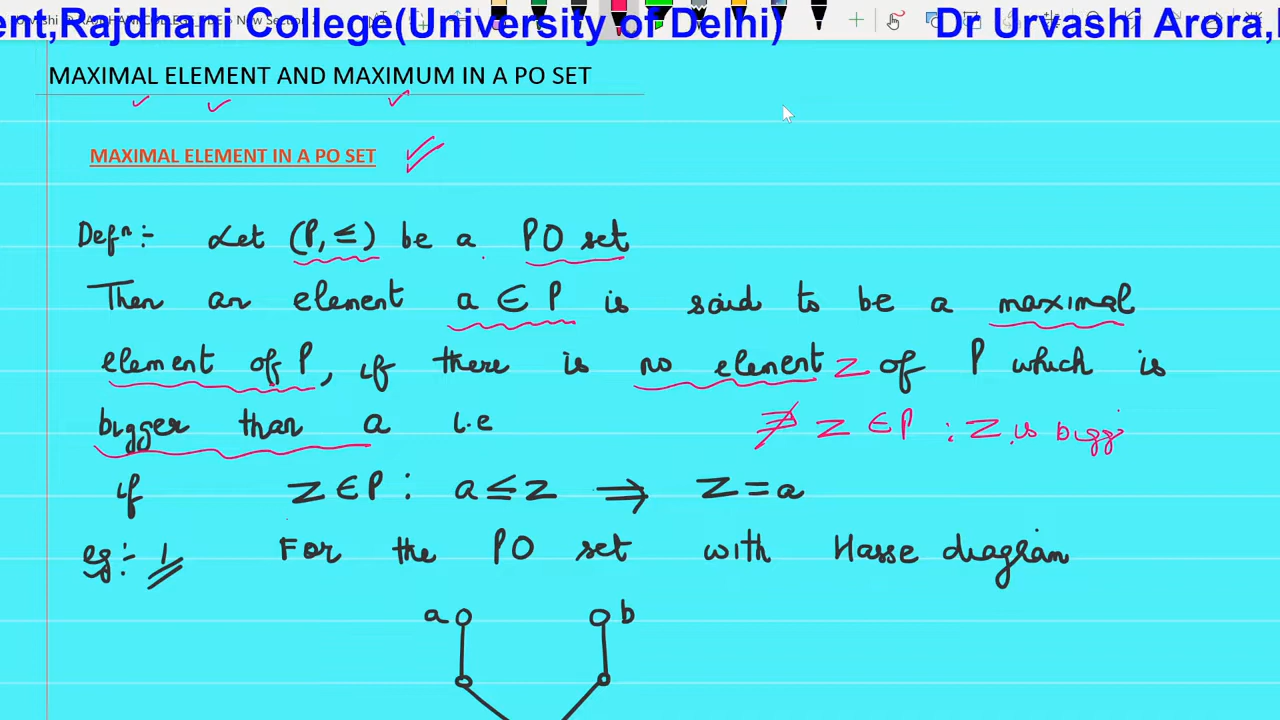 ent,Rajdhani College(University of Delhi) Dr Urvashi Arora,
MAXIMAL ELEMENT AND MAXIMUM IN A PO SET
MAXIMAL ELEMENT IN A PO SET
Defⁿ:- Let (P, ≤) be a PO set
Then an element a ∈ P is said to be a maximal
element of P, if there is no element z of P which is
bigger than a i.e
∄ z ∈ P : z is bigg
if z ∈ P : a ≤ z ⇒ z = a
eg:- 1 For the PO set with Hasse diagram
a b